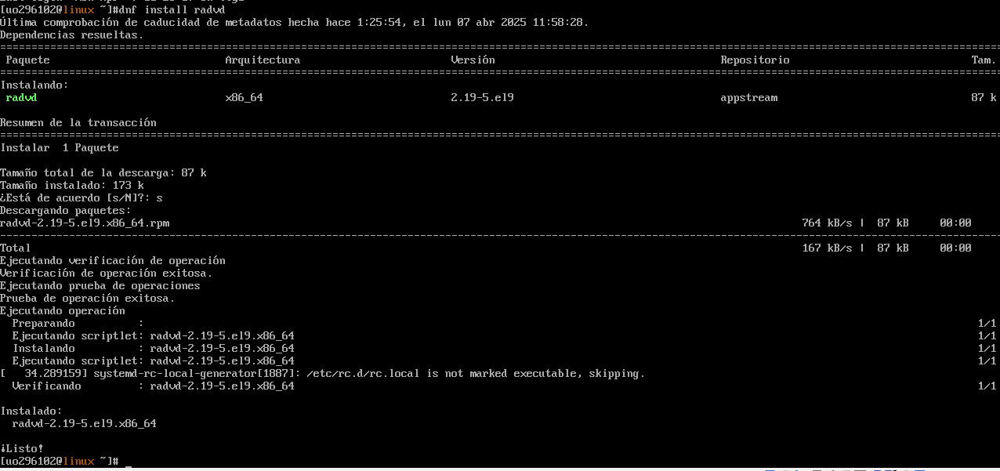 [uo296102@linux ~]#dnf install radvd
Última comprobación de caducidad de metadatos hecha hace 1:25:54, el lun 07 abr 2025 11:58:28.
Dependencias resueltas.
================================================================================
Paquete Arquitectura Versión Repositorio Tam.
================================================================================
Instalando:
radvd x86_64 2.19-5.el9 appstream 87 k
Resumen de la transacción
================================================================================
Instalar 1 Paquete
Tamaño total de la descarga: 87 k
Tamaño instalado: 173 k
¿Está de acuerdo [s/N]?: s
Descargando paquetes:
radvd-2.19-5.el9.x86_64.rpm 764 kB/s | 87 kB 00:00
--------------------------------------------------------------------------------
Total 167 kB/s | 87 kB 00:00
Ejecutando verificación de operación
Verificación de operación exitosa.
Ejecutando prueba de operaciones
Prueba de operación exitosa.
Ejecutando operación
Preparando : 1/1
Ejecutando scriptlet: radvd-2.19-5.el9.x86_64 1/1
Instalando : radvd-2.19-5.el9.x86_64 1/1
Ejecutando scriptlet: radvd-2.19-5.el9.x86_64 1/1
[ 34.289159] systemd-rc-local-generator[1887]: /etc/rc.d/rc.local is not marked executable, skipping.
Verificando : radvd-2.19-5.el9.x86_64 1/1
Instalado:
radvd-2.19-5.el9.x86_64
¡Listo!
[uo296102@linux ~]# _